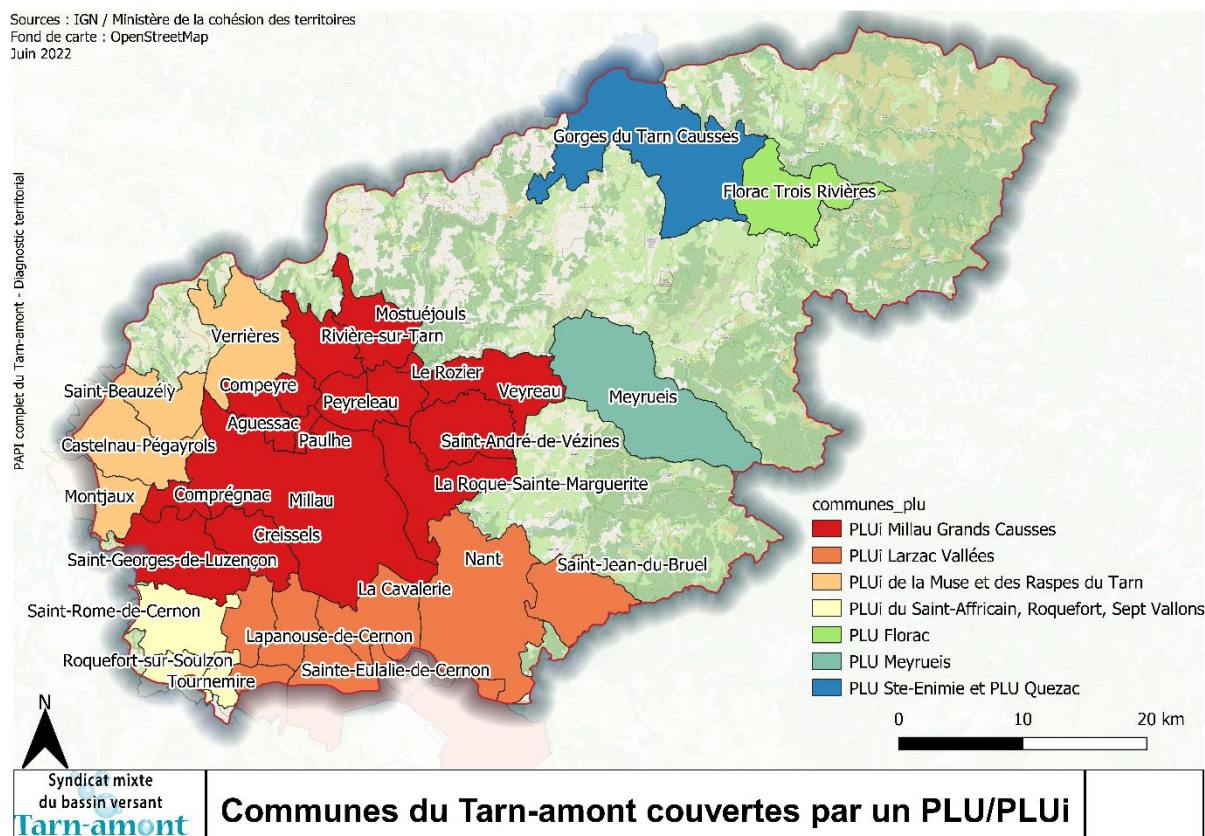 Sources : IGN / Ministère de la cohésion des territoires
Fond de carte : OpenStreetMap
Juin 2022
PAPI complet du Tarn-amont - Diagnostic territorial
Gorges du Tarn Causses
Florac Trois Rivières
Mostuéjouls
Verrières
Rivière-sur-Tarn
Le Rozier
Saint-Beauzély
Compeyre
Veyreau
Peyreleau
Meyrueis
Aguessac
Paulhe
Saint-André-de-Vézines
Castelnau-Pégayrols
La Roque-Sainte-Marguerite
Montjaux
Comprégnac
Millau
Creissels
Saint-Georges-de-Luzençon
Nant
Saint-Jean-du-Bruel
La Cavalerie
Saint-Rome-de-Cernon
Lapanouse-de-Cernon
Roquefort-sur-Soulzon
Sainte-Eulalie-de-Cernon
Tournemire
communes_plu
PLUi Millau Grands Causses
PLUi Larzac Vallées
PLUi de la Muse et des Raspes du Tarn
PLUi du Saint-Affricain, Roquefort, Sept Vallons
PLU Florac
PLU Meyrueis
PLU Ste-Enimie et PLU Quezac
0 10 20 km
N
Syndicat mixte
du bassin versant
Tarn-amont
Communes du Tarn-amont couvertes par un PLU/PLUi